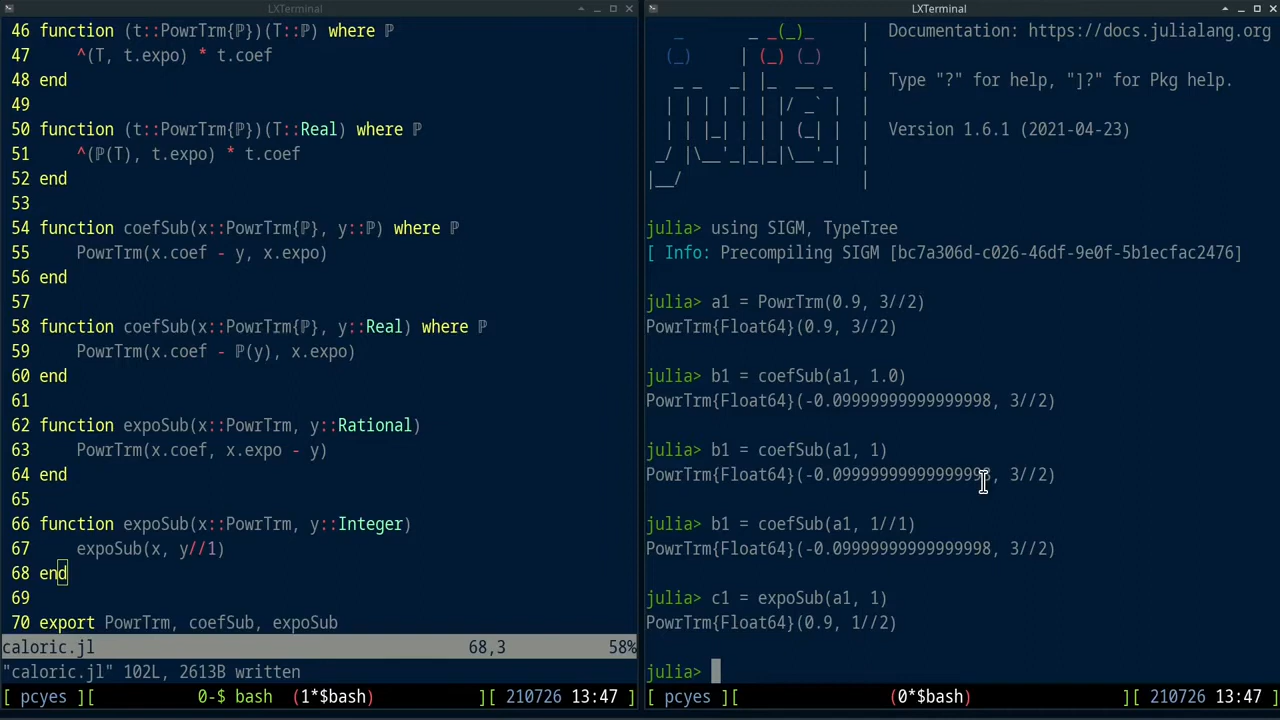 LXTerminal
46 function (t::PowrTrm{ℙ})(T::ℙ) where ℙ
47     ^(T, t.expo) * t.coef
48 end
49
50 function (t::PowrTrm{ℙ})(T::Real) where ℙ
51     ^(ℙ(T), t.expo) * t.coef
52 end
53
54 function coefSub(x::PowrTrm{ℙ}, y::ℙ) where ℙ
55     PowrTrm(x.coef - y, x.expo)
56 end
57
58 function coefSub(x::PowrTrm{ℙ}, y::Real) where ℙ
59     PowrTrm(x.coef - ℙ(y), x.expo)
60 end
61
62 function expoSub(x::PowrTrm, y::Rational)
63     PowrTrm(x.coef, x.expo - y)
64 end
65
66 function expoSub(x::PowrTrm, y::Integer)
67     expoSub(x, y//1)
68 end
69
70 export PowrTrm, coefSub, expoSub
caloric.jl 68,3 58%
"caloric.jl" 102L, 2613B written
[ pcyes ][ 0-$ bash (1*$bash) ][ 210726 13:47 ]
LXTerminal
               _
   _       _ _(_)_     |  Documentation: https://docs.julialang.org
  (_)     | (_) (_)    |
   _ _   _| |_  __ _   |  Type "?" for help, "]?" for Pkg help.
  | | | | | | |/ _` |  |
  | | |_| | | | (_| |  |  Version 1.6.1 (2021-04-23)
 _/ |\__'_|_|_|\__'_|  |
|__/                   |
julia> using SIGM, TypeTree
[ Info: Precompiling SIGM [bc7a306d-c026-46df-9e0f-5b1ecfac2476]
julia> a1 = PowrTrm(0.9, 3//2)
PowrTrm{Float64}(0.9, 3//2)
julia> b1 = coefSub(a1, 1.0)
PowrTrm{Float64}(-0.09999999999999998, 3//2)
julia> b1 = coefSub(a1, 1)
PowrTrm{Float64}(-0.09999999999999998, 3//2)
julia> b1 = coefSub(a1, 1//1)
PowrTrm{Float64}(-0.09999999999999998, 3//2)
julia> c1 = expoSub(a1, 1)
PowrTrm{Float64}(0.9, 1//2)
julia>
[ pcyes ][ (0*$bash) ][ 210726 13:47 ]